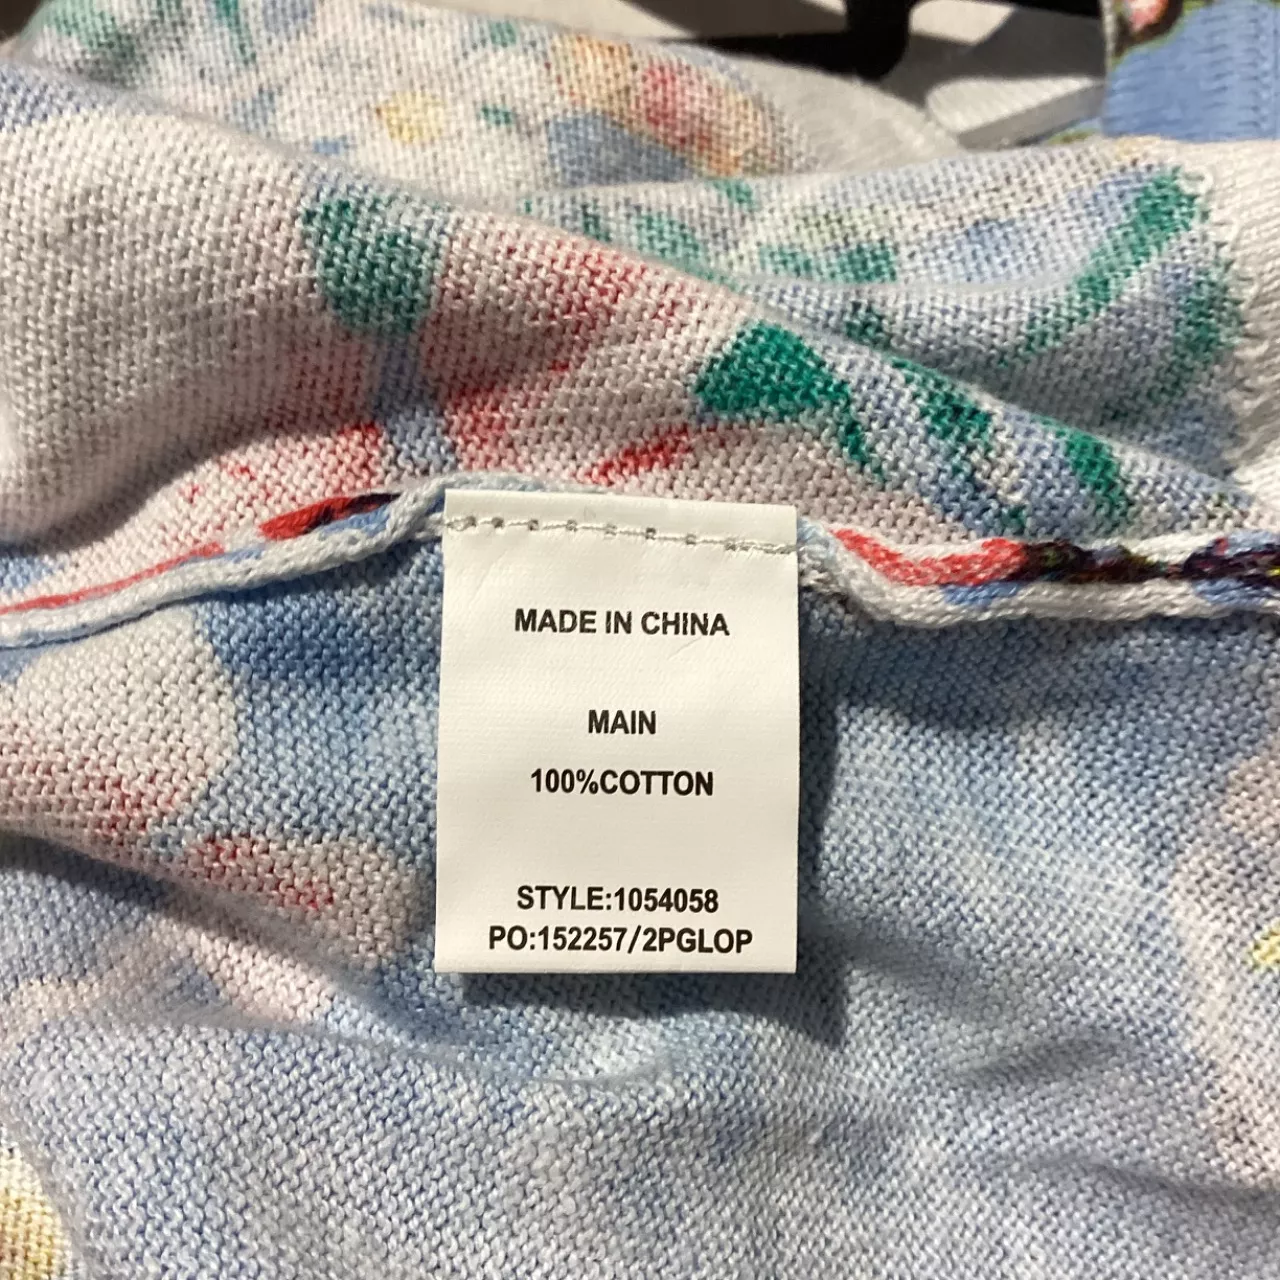 MADE IN CHINA
MAIN
100%COTTON
STYLE:1054058
PO:152257/2PGLOP